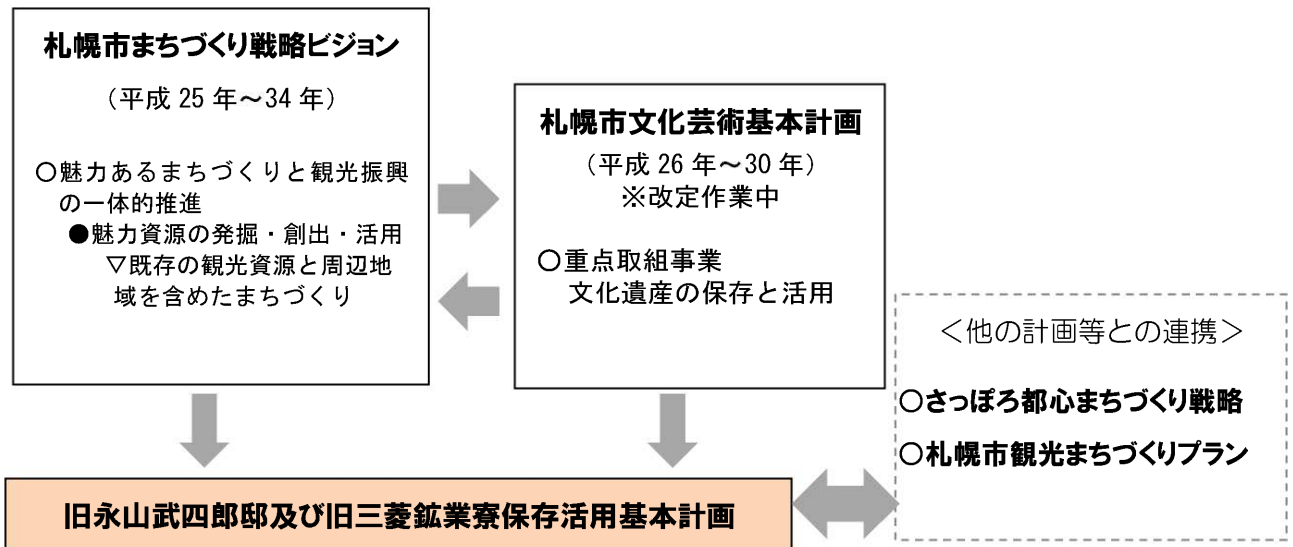 札幌市まちづくり戦略ビジョン
（平成 25 年～34 年）
○魅力あるまちづくりと観光振興
の一体的推進
●魅力資源の発掘・創出・活用
▽既存の観光資源と周辺地
域を含めたまちづくり
札幌市文化芸術基本計画
（平成 26 年～30 年）
※改定作業中
○重点取組事業
文化遺産の保存と活用
＜他の計画等との連携＞
○さっぽろ都心まちづくり戦略
○札幌市観光まちづくりプラン
旧永山武四郎邸及び旧三菱鉱業寮保存活用基本計画